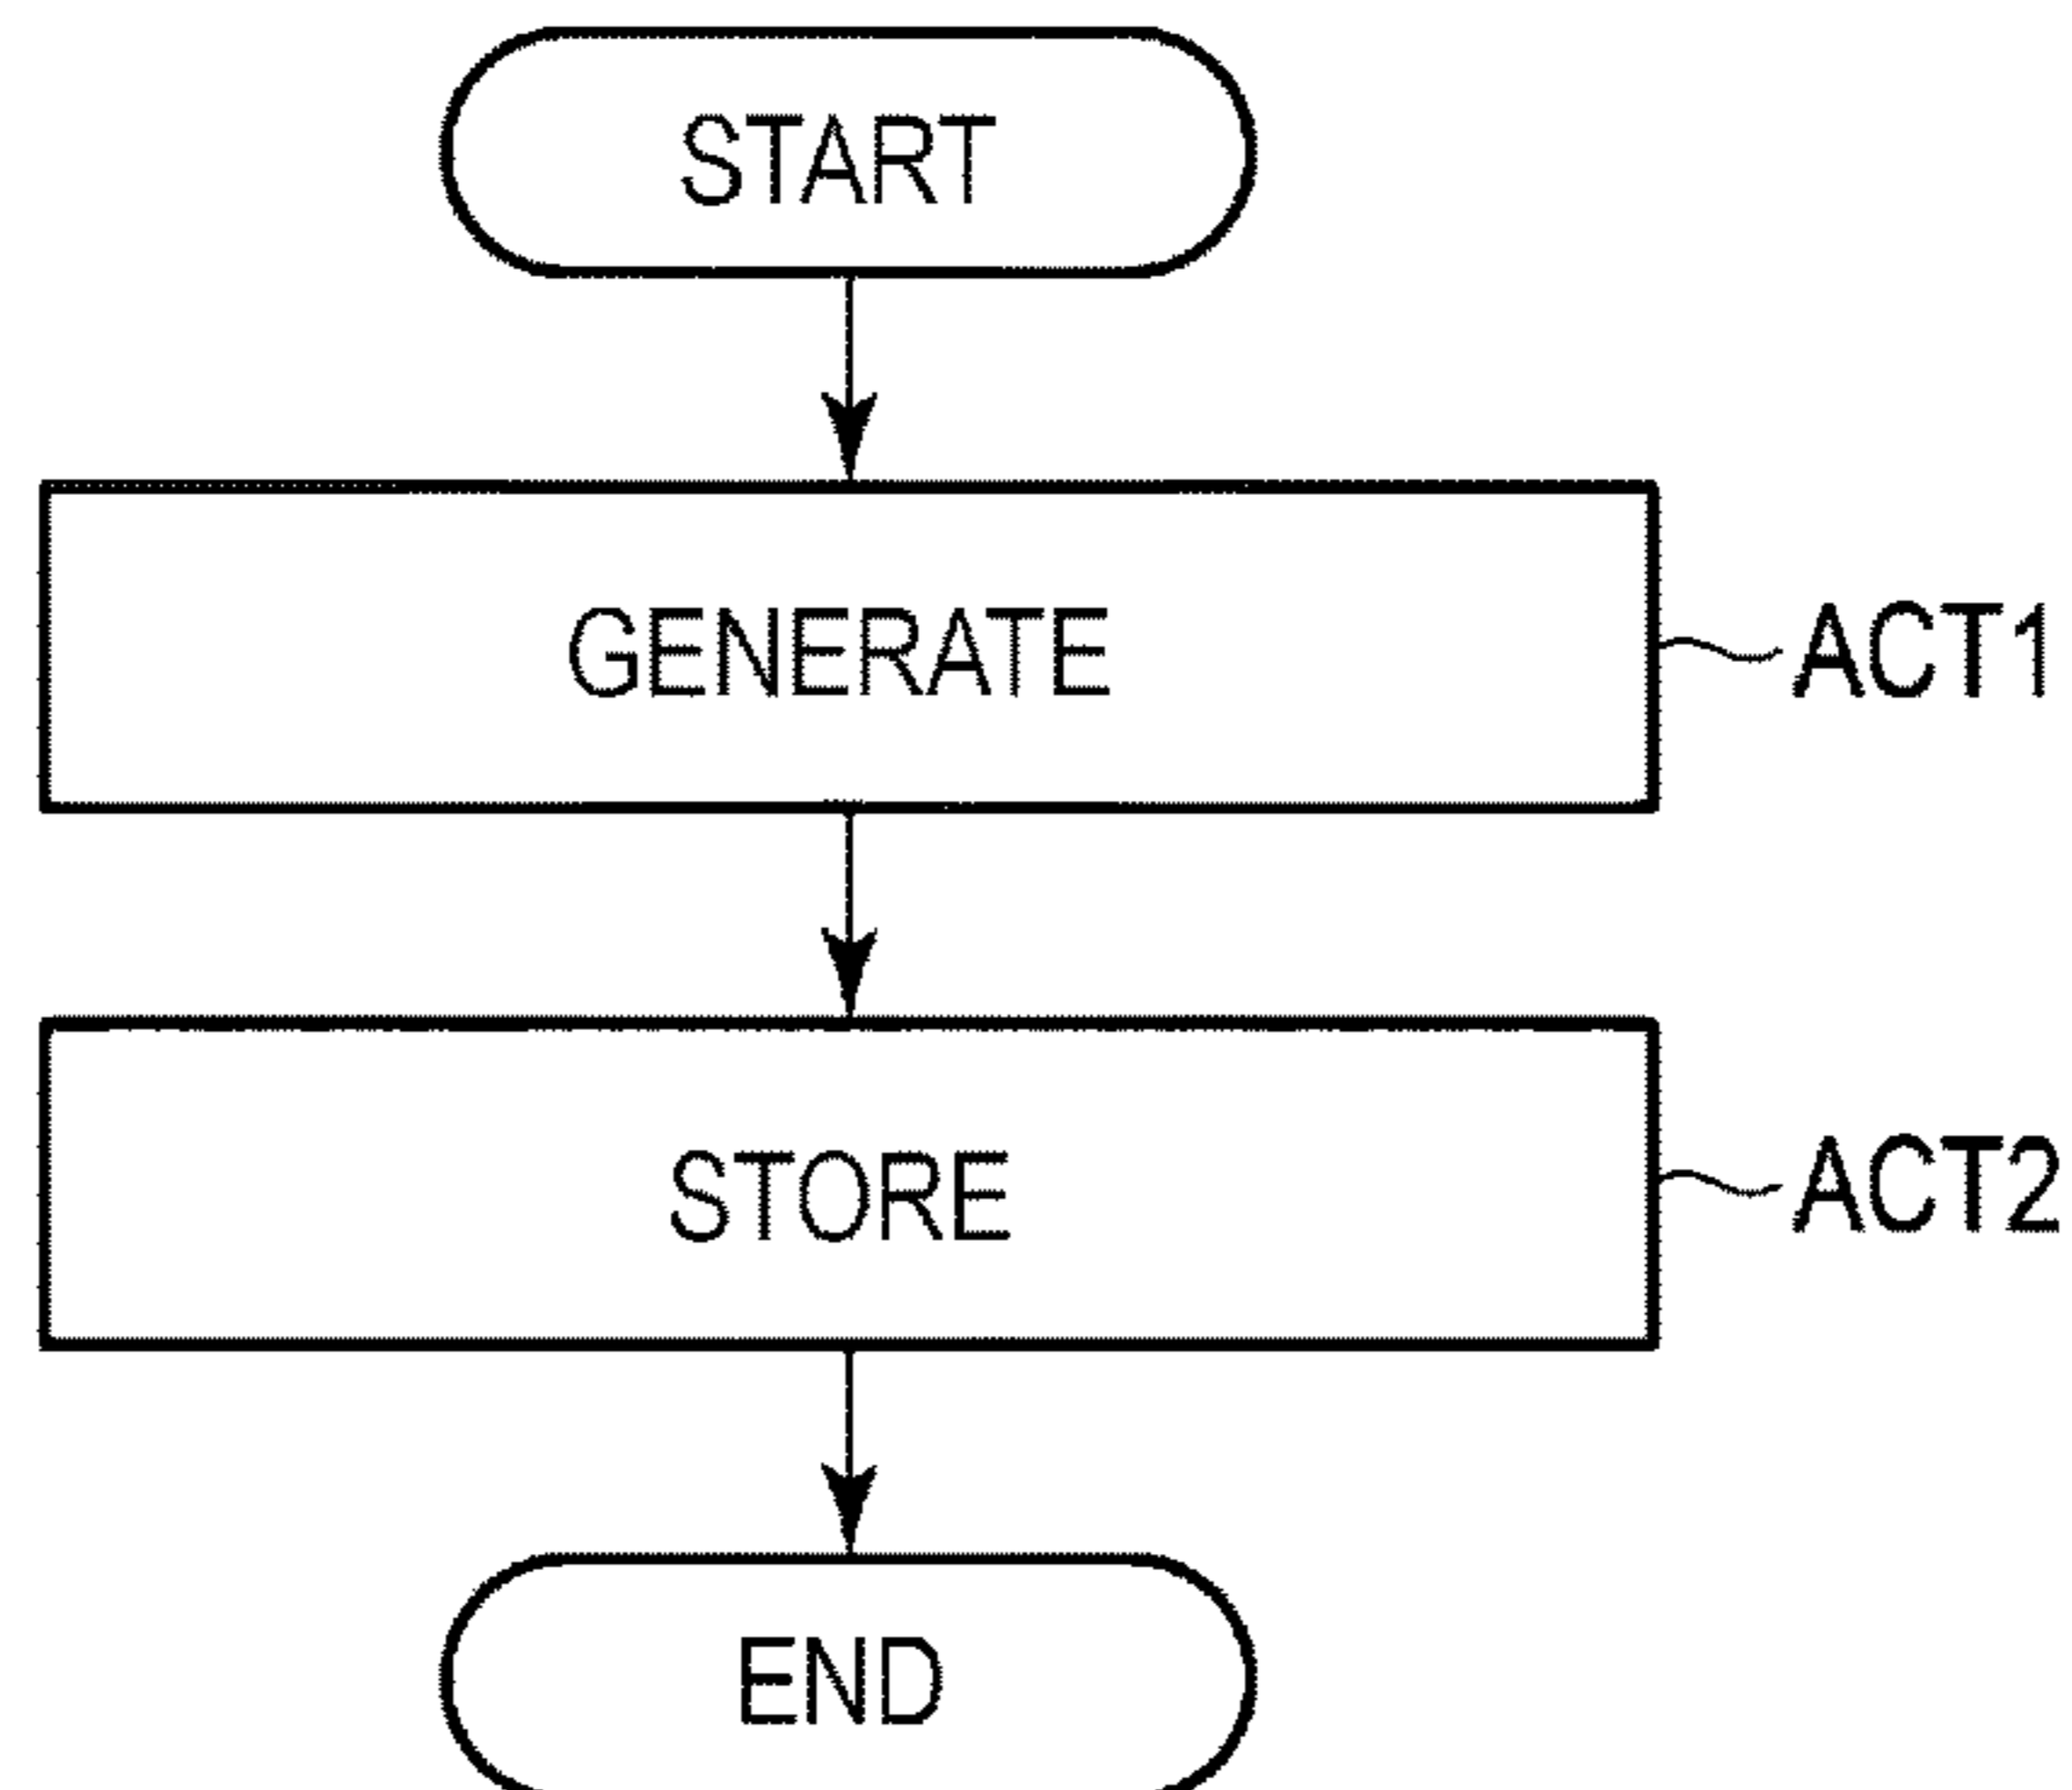 START
GENERATE
ACT1
STORE
ACT2
END